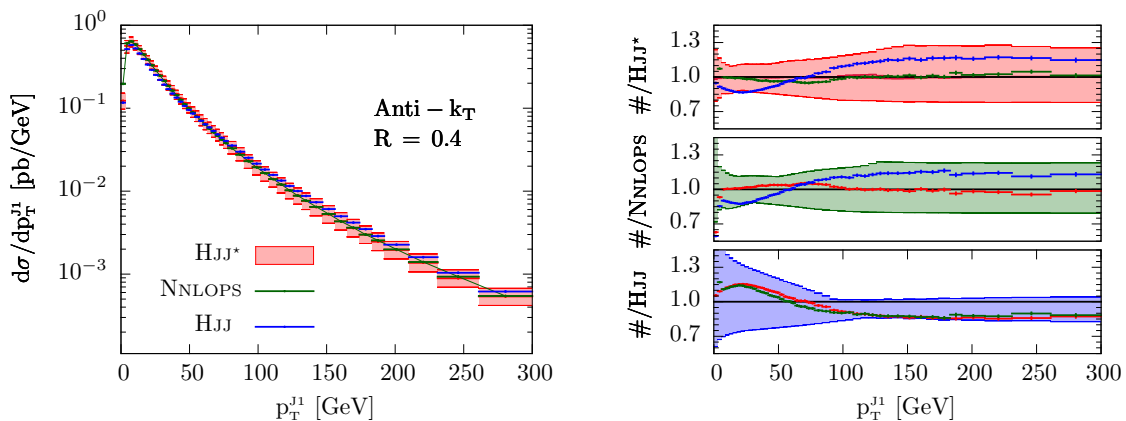 10^0
10^-1
10^-2
10^-3
dσ/dp_T^J1 [pb/GeV]
Anti − k_T
R = 0.4
HJJ*
NNLOPS
HJJ
0 50 100 150 200 250 300
p_T^J1 [GeV]
1.3
1.0
0.7
#/HJJ*
1.3
1.0
0.7
#/NNLOPS
1.3
1.0
0.7
#/HJJ
0 50 100 150 200 250 300
p_T^J1 [GeV]